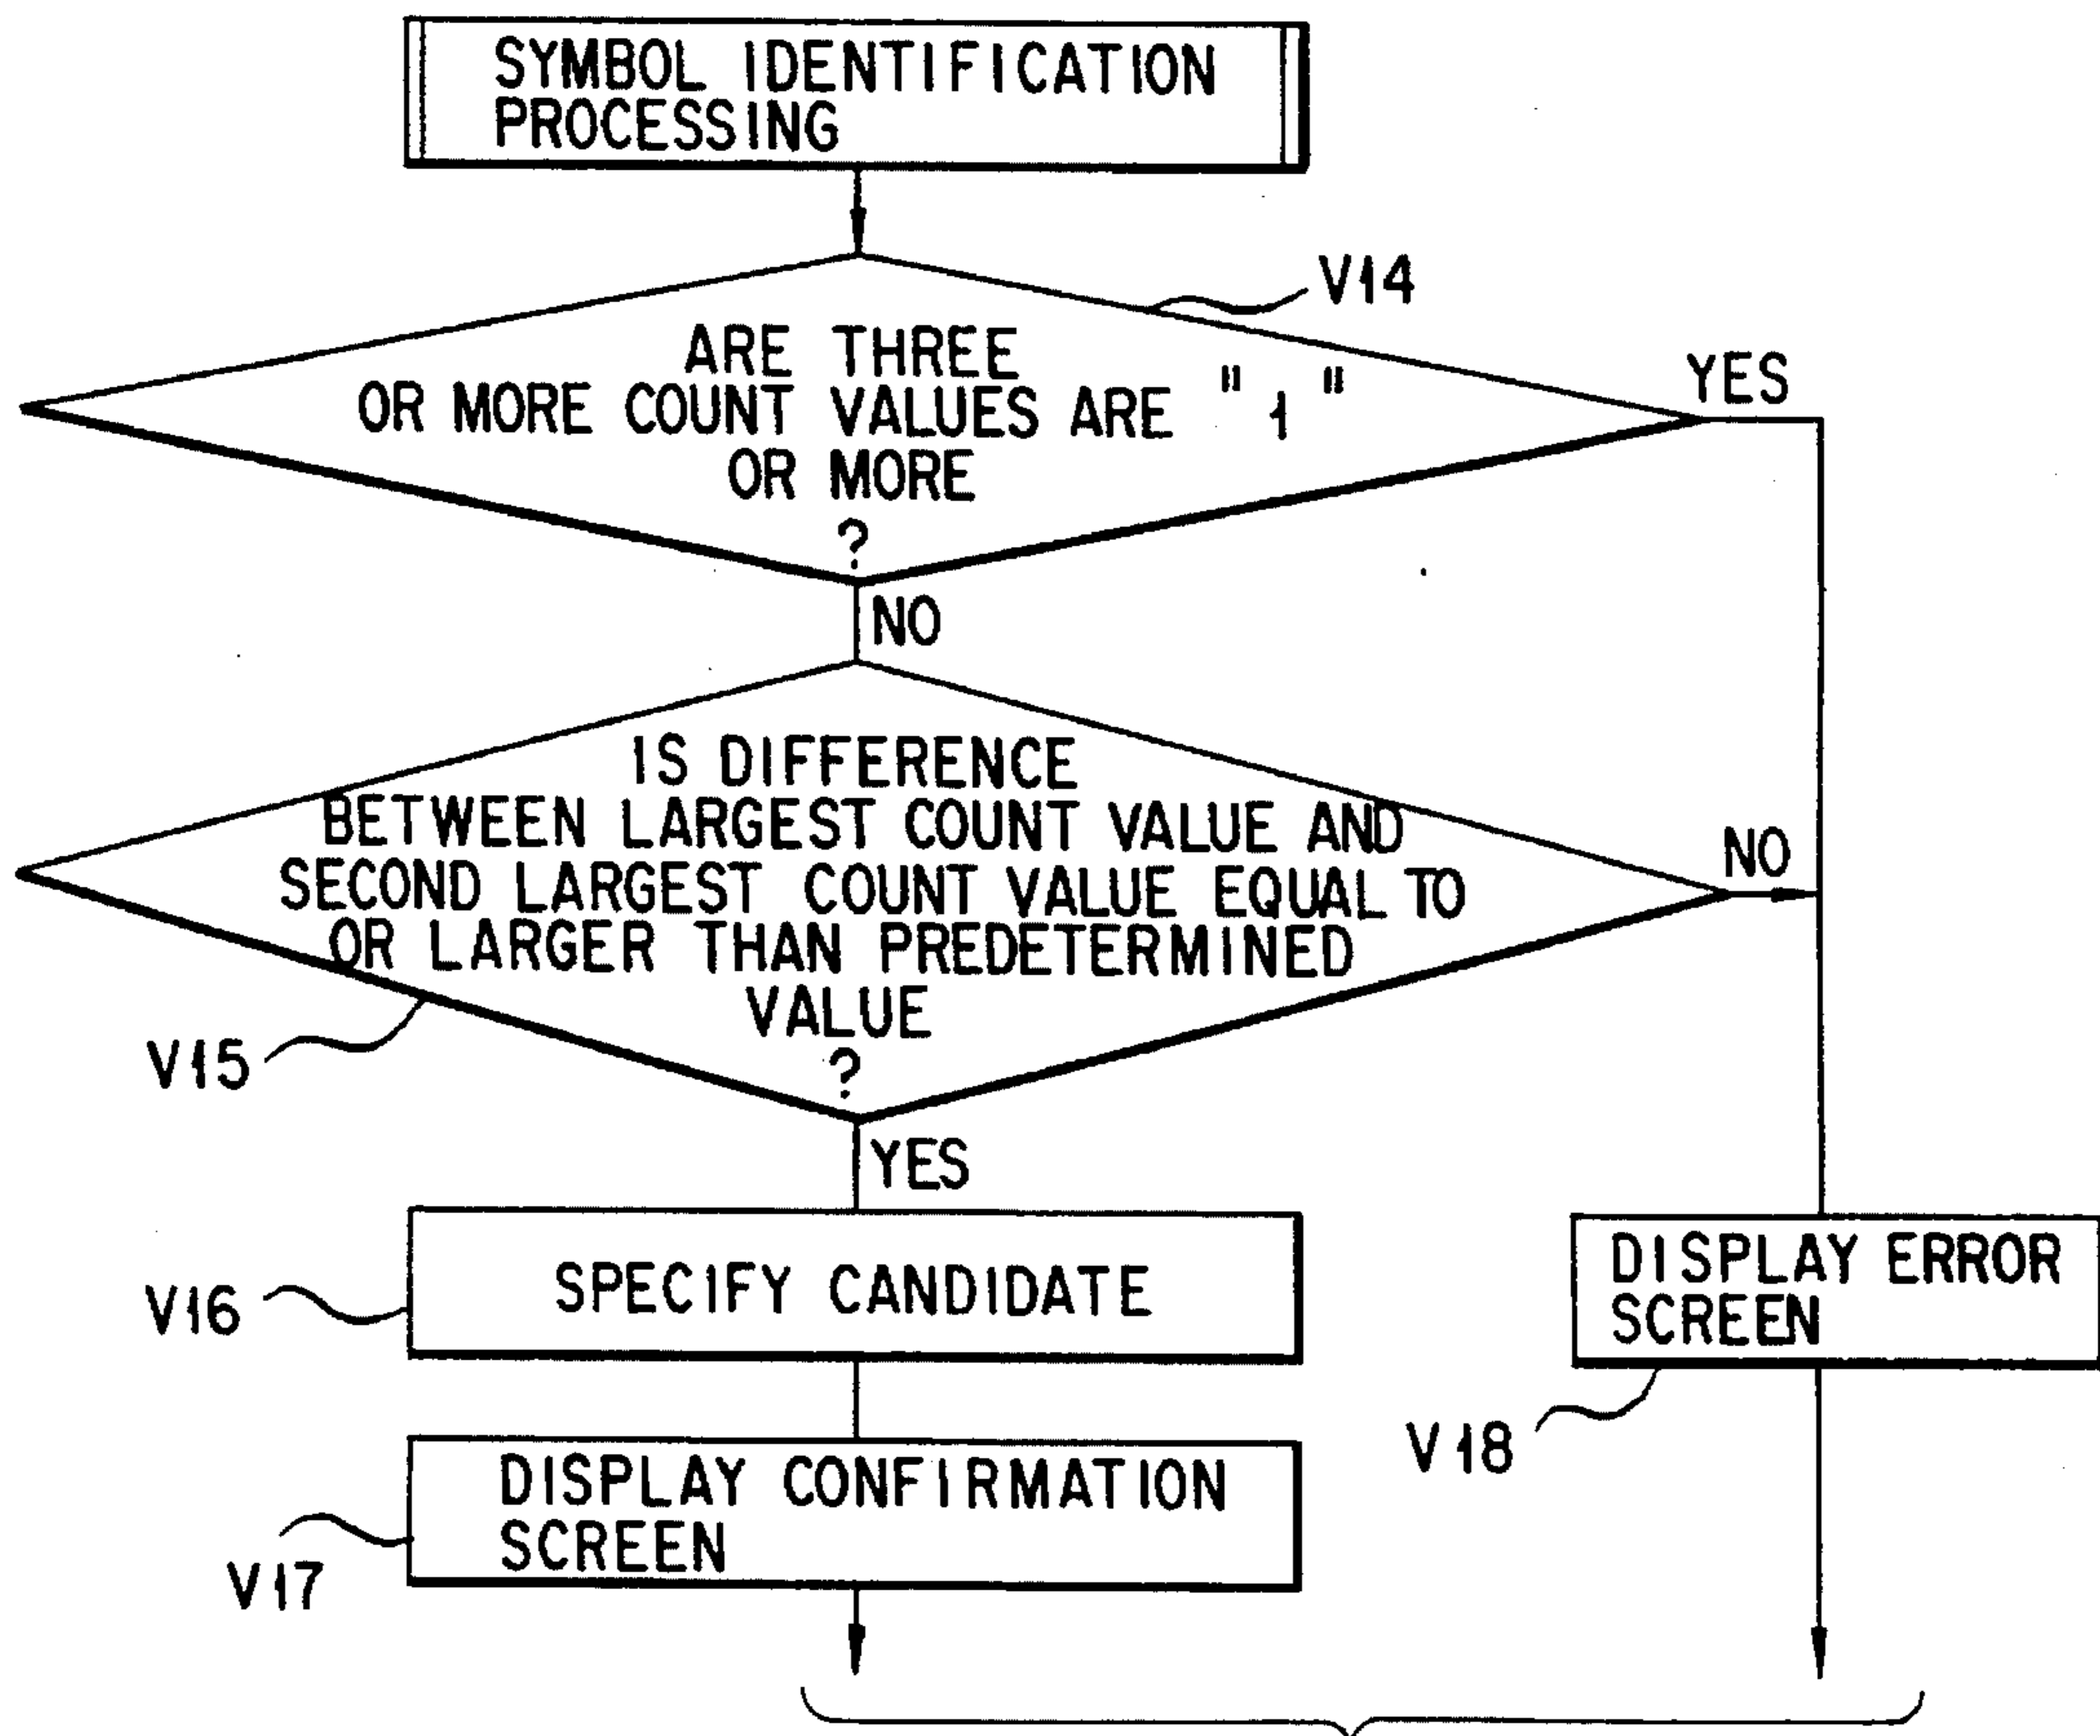 SYMBOL IDENTIFICATION
PROCESSING
V14
ARE THREE
OR MORE COUNT VALUES ARE "1"
OR MORE
?
YES
NO
IS DIFFERENCE
BETWEEN LARGEST COUNT VALUE AND
SECOND LARGEST COUNT VALUE EQUAL TO
OR LARGER THAN PREDETERMINED
VALUE
?
NO
V15
YES
SPECIFY CANDIDATE
V16
DISPLAY ERROR
SCREEN
V18
DISPLAY CONFIRMATION
SCREEN
V17